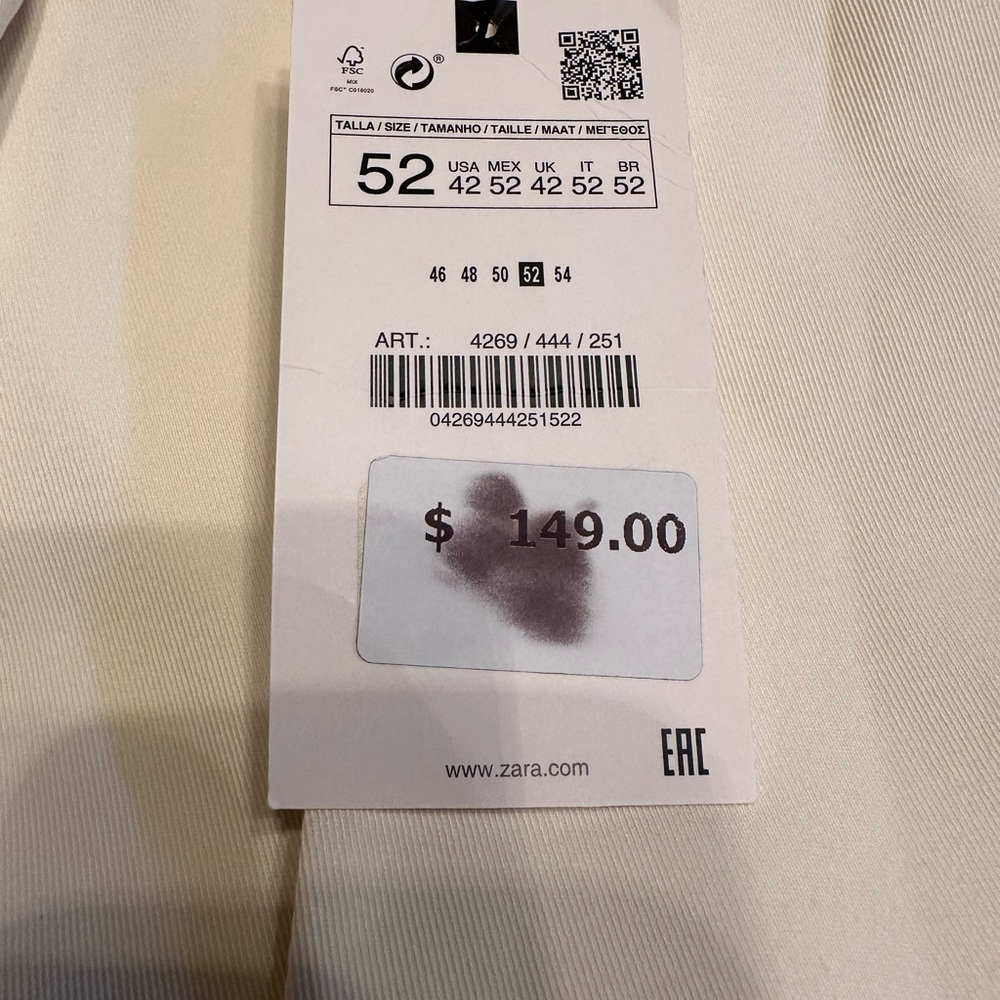 FSC
MIX
FSC™ C018020
®
TALLA / SIZE / TAMANHO / TAILLE / MAAT / ΜΕΓΕΘΟΣ
52 USA 42 MEX 52 UK 42 IT 52 BR 52
46 48 50 52 54
ART.: 4269 / 444 / 251
04269444251522
$ 149.00
www.zara.com
EAC